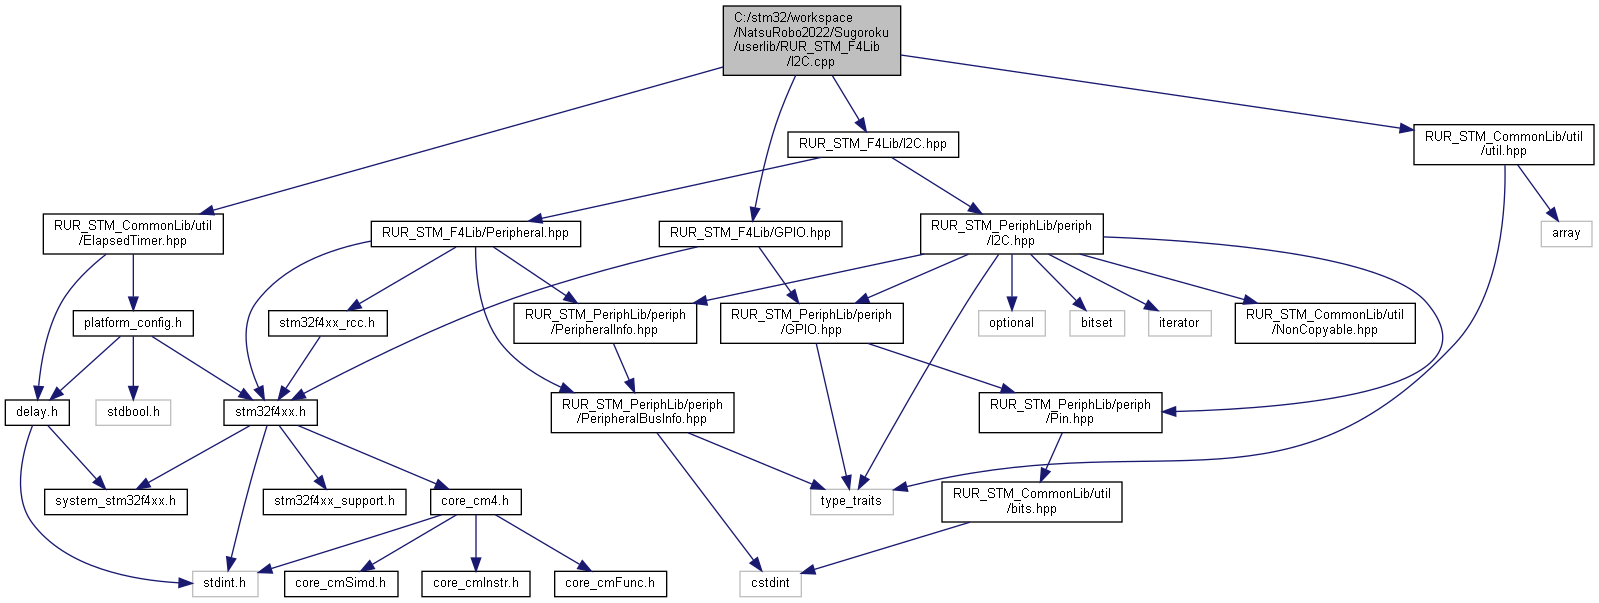 C:/stm32/workspace
/NatsuRobo2022/Sugoroku
/userlib/RUR_STM_F4Lib
/I2C.cpp
RUR_STM_F4Lib/I2C.hpp
RUR_STM_CommonLib/util
/util.hpp
RUR_STM_CommonLib/util
/ElapsedTimer.hpp
RUR_STM_F4Lib/Peripheral.hpp
RUR_STM_F4Lib/GPIO.hpp
RUR_STM_PeriphLib/periph
/I2C.hpp
array
platform_config.h
stm32f4xx_rcc.h
RUR_STM_PeriphLib/periph
/PeripheralInfo.hpp
RUR_STM_PeriphLib/periph
/GPIO.hpp
optional
bitset
iterator
RUR_STM_CommonLib/util
/NonCopyable.hpp
delay.h
stdbool.h
stm32f4xx.h
RUR_STM_PeriphLib/periph
/PeripheralBusInfo.hpp
RUR_STM_PeriphLib/periph
/Pin.hpp
system_stm32f4xx.h
stm32f4xx_support.h
core_cm4.h
type_traits
RUR_STM_CommonLib/util
/bits.hpp
stdint.h
core_cmSimd.h
core_cmInstr.h
core_cmFunc.h
cstdint